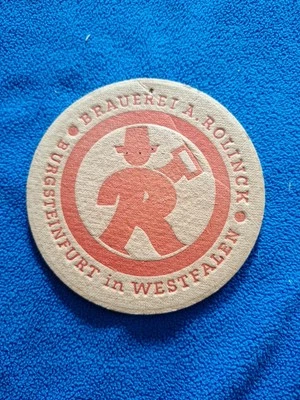 • BRAUEREI A. ROLINCK •
BURGSTEINFURT in WESTFALEN
R